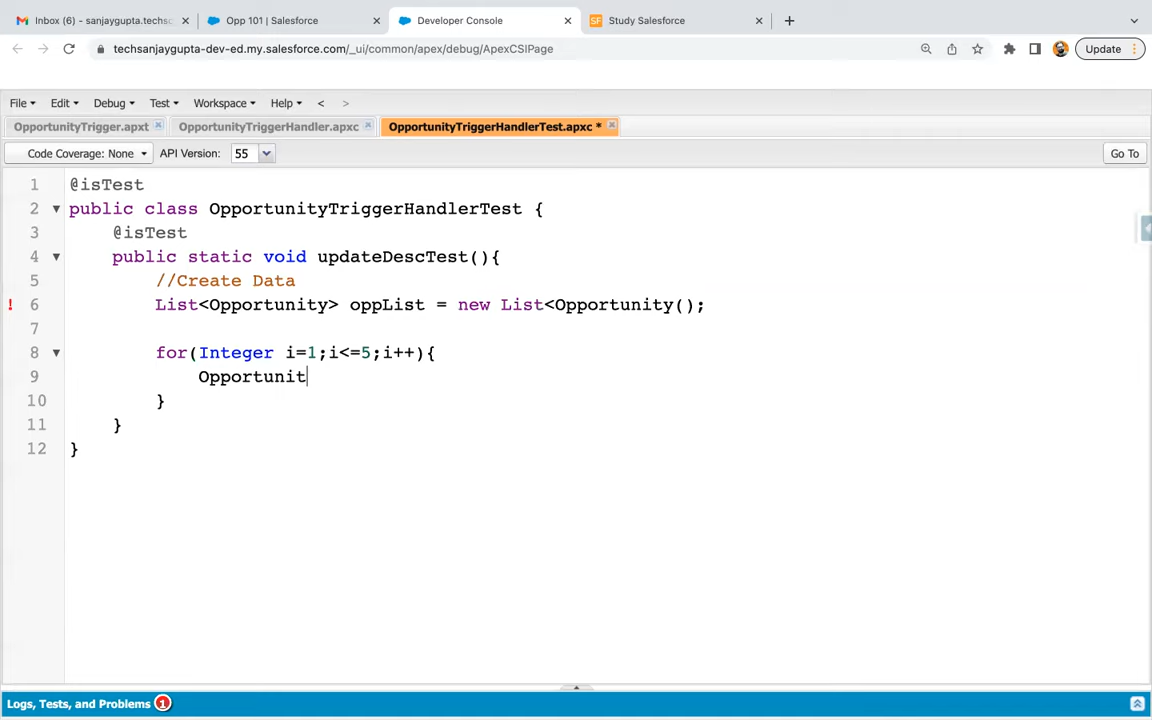 Inbox (6) - sanjaygupta.techsc
Opp 101 | Salesforce
Developer Console
SF Study Salesforce
techsanjaygupta-dev-ed.my.salesforce.com/_ui/common/apex/debug/ApexCSIPage
Update
File Edit Debug Test Workspace Help < >
OpportunityTrigger.apxt OpportunityTriggerHandler.apxc OpportunityTriggerHandlerTest.apxc *
Code Coverage: None API Version: 55 Go To
1 @isTest
2 public class OpportunityTriggerHandlerTest {
3 @isTest
4 public static void updateDescTest(){
5 //Create Data
! 6 List<Opportunity> oppList = new List<Opportunity();
7
8 for(Integer i=1;i<=5;i++){
9 Opportunit
10 }
11 }
12 }
Logs, Tests, and Problems 1